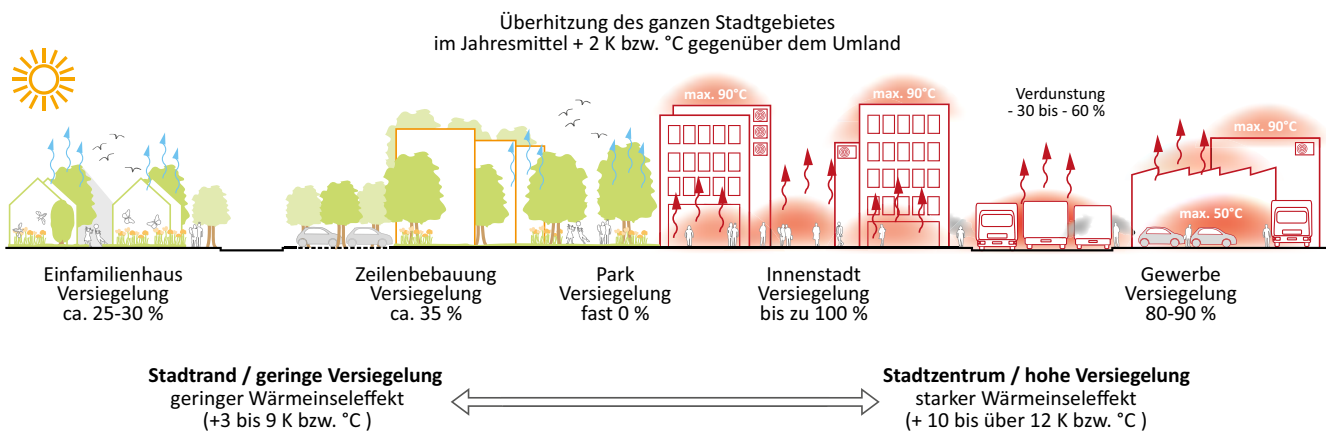 Überhitzung des ganzen Stadtgebietes
im Jahresmittel + 2 K bzw. °C gegenüber dem Umland
max. 90°C
max. 90°C
Verdunstung
- 30 bis - 60 %
max. 90°C
max. 50°C
Einfamilienhaus
Versiegelung
ca. 25-30 %
Zeilenbebauung
Versiegelung
ca. 35 %
Park
Versiegelung
fast 0 %
Innenstadt
Versiegelung
bis zu 100 %
Gewerbe
Versiegelung
80-90 %
Stadtrand / geringe Versiegelung
geringer Wärmeinseleffekt
(+3 bis 9 K bzw. °C )
Stadtzentrum / hohe Versiegelung
starker Wärmeinseleffekt
(+ 10 bis über 12 K bzw. °C )